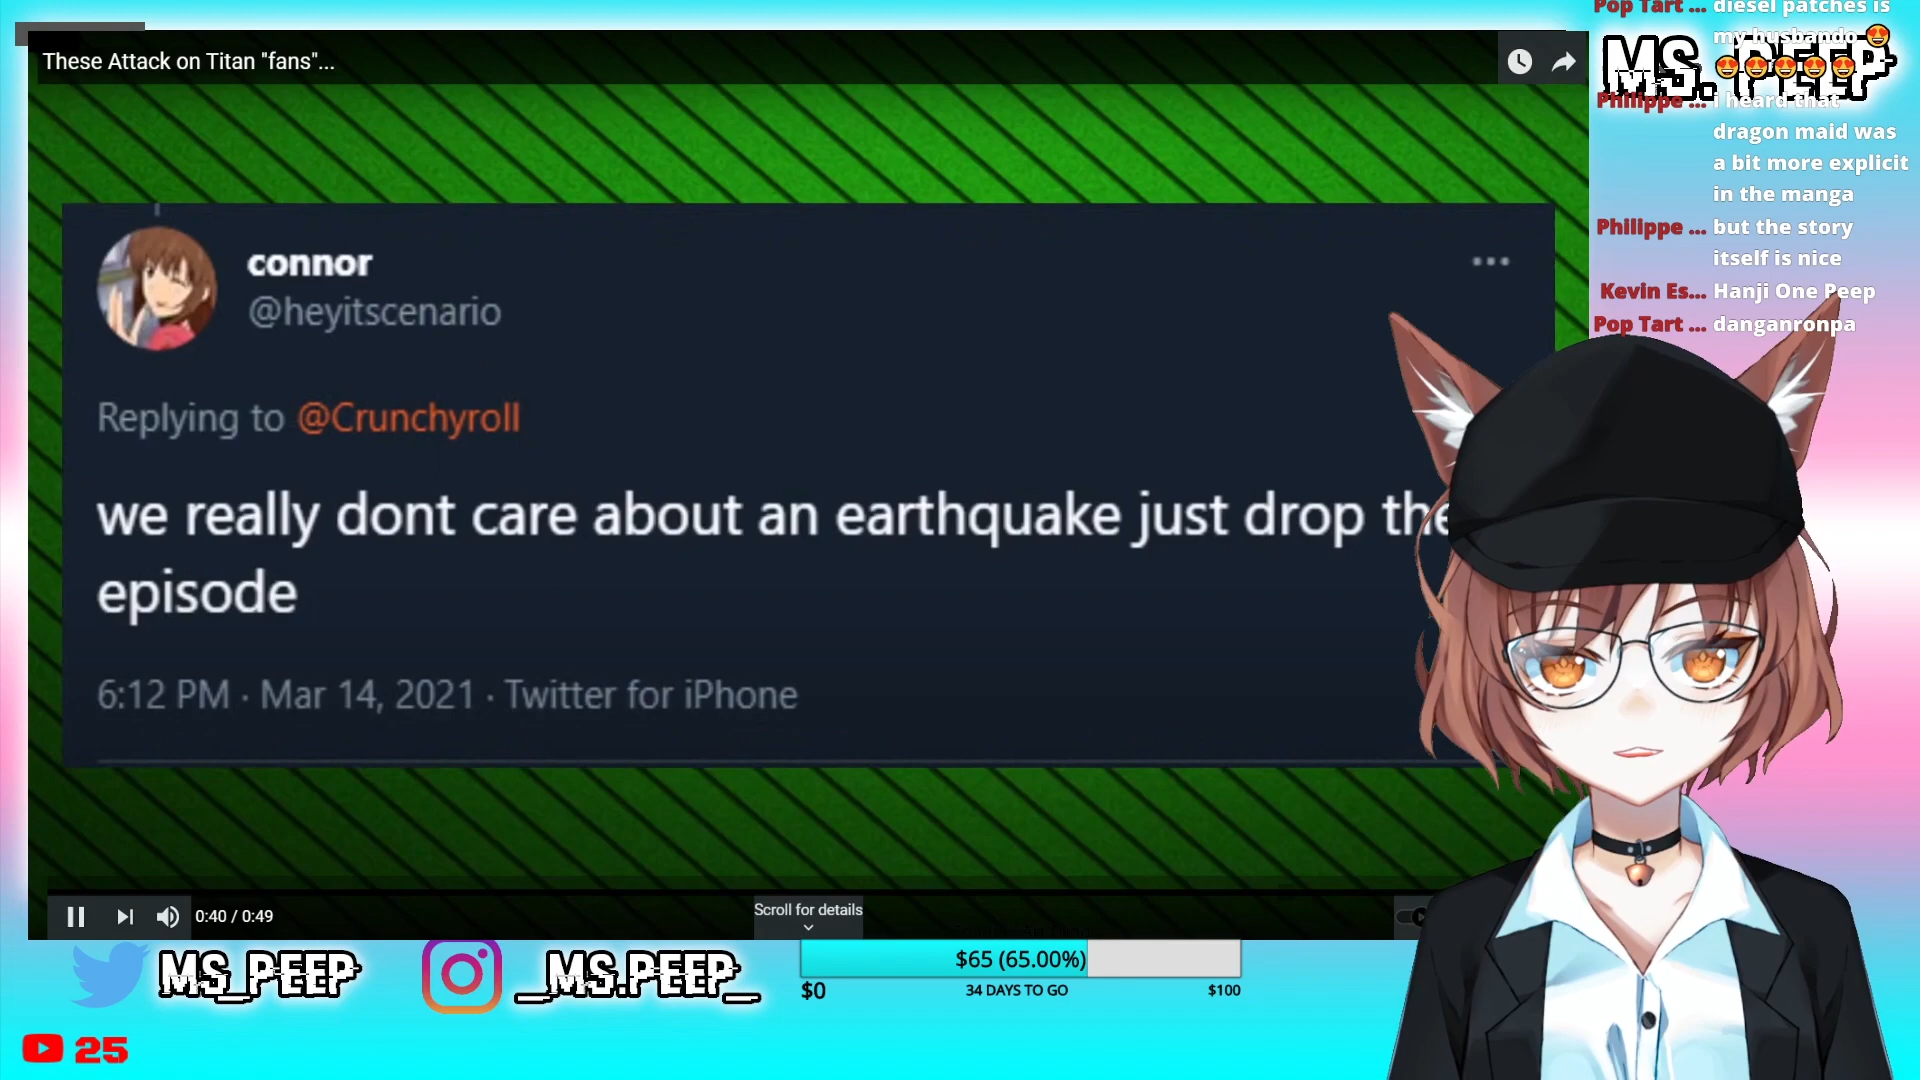 These Attack on Titan "fans"...
connor
@heyitscenario
Replying to @Crunchyroll
we really dont care about an earthquake just drop the
episode
6:12 PM · Mar 14, 2021 · Twitter for iPhone
0:40 / 0:49
Scroll for details
MS. PEEP
Pop Tart ... diesel patches is
my husbando 😍
😍😍😍😍😍
Philippe ... i heard that
dragon maid was
a bit more explicit
in the manga
Philippe ... but the story
itself is nice
Kevin Es... Hanji One Peep
Pop Tart ... danganronpa
MS_PEEP
_MS.PEEP_
$65 (65.00%)
$0
34 DAYS TO GO
$100
25